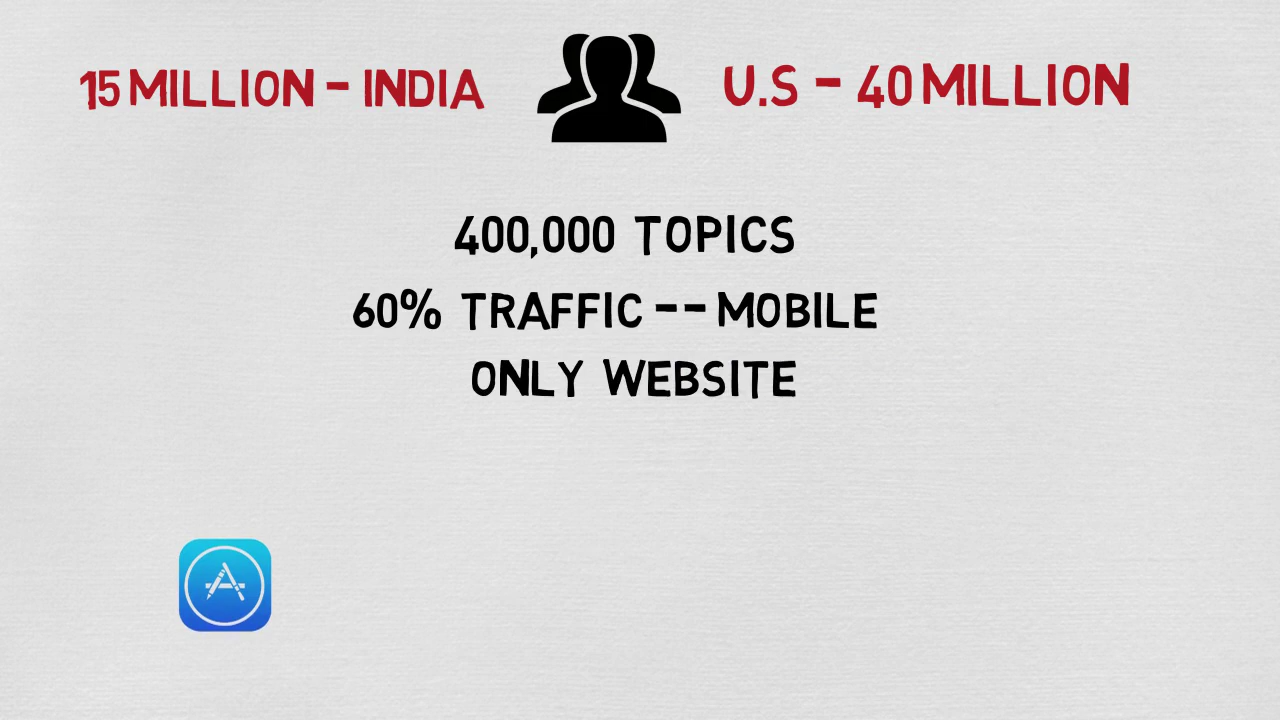 15 MILLION - INDIA
U.S - 40 MILLION
400,000 TOPICS
60% TRAFFIC -- MOBILE
ONLY WEBSITE